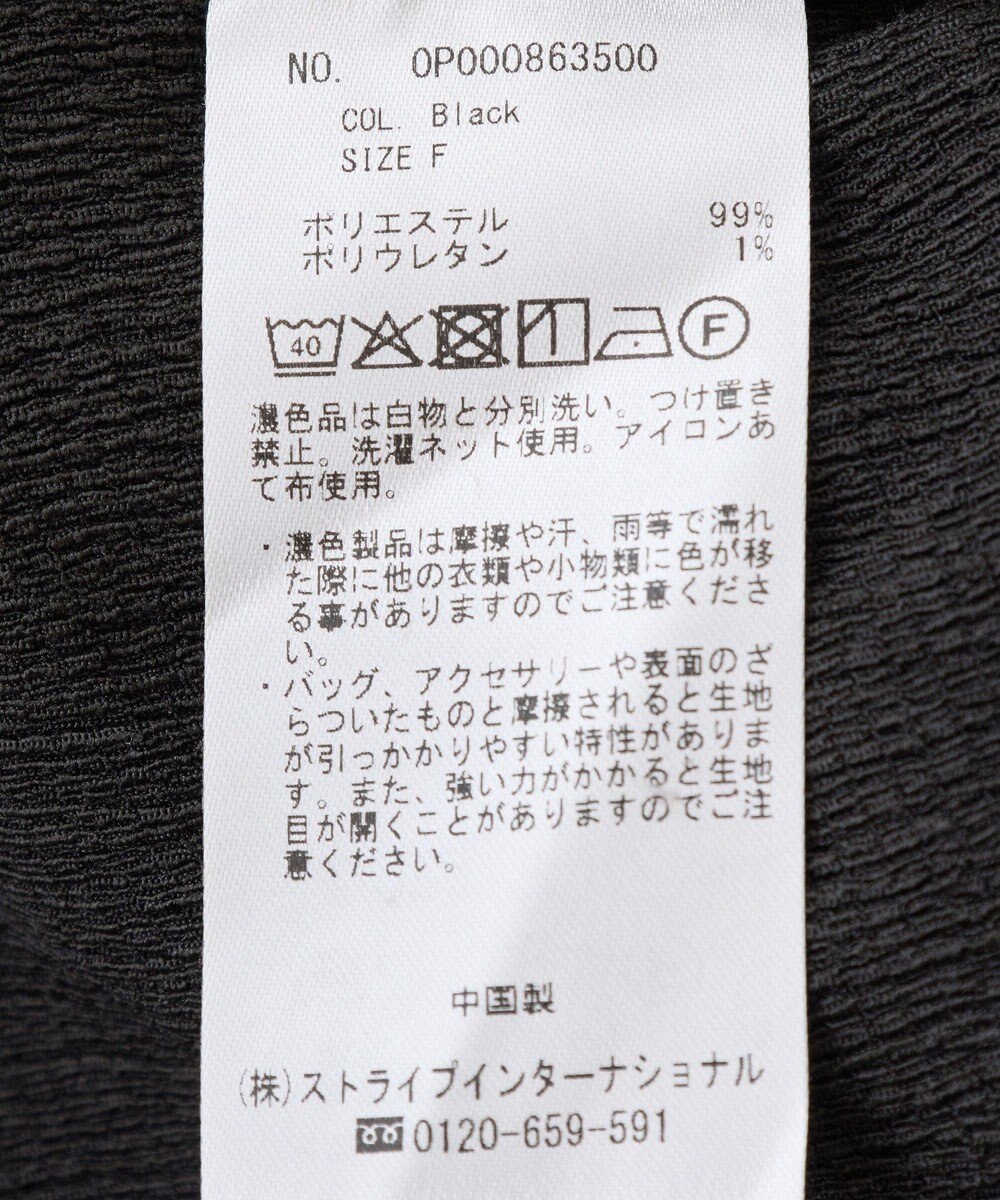 NO. 0P000863500
COL. Black
SIZE F
ポリエステル 99%
ポリウレタン 1%
40
F
濃色品は白物と分別洗い。つけ置き
禁止。洗濯ネット使用。アイロンあ
て布使用。
・濃色製品は摩擦や汗、雨等で濡れ
た際に他の衣類や小物類に色が移
る事がありますのでご注意くださ
い。
・バッグ、アクセサリーや表面のざ
らついたものと摩擦されると生地
が引っかかりやすい特性がありま
す。また、強い力がかかると生地
目が開くことがありますのでご注
意ください。
中国製
(株)ストライプインターナショナル
0120-659-591